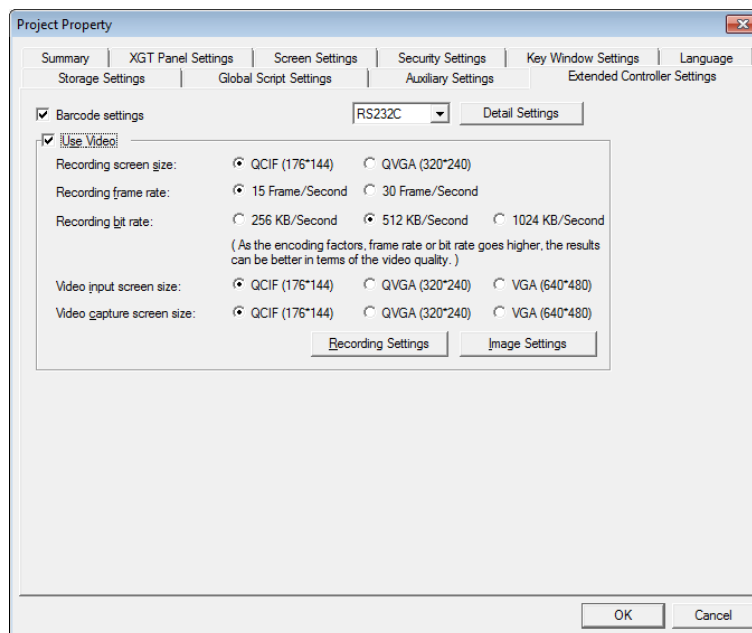 Project Property
Summary XGT Panel Settings Screen Settings Security Settings Key Window Settings Language
Storage Settings Global Script Settings Auxiliary Settings Extended Controller Settings
Barcode settings RS232C Detail Settings
Use Video
Recording screen size: QCIF (176*144) QVGA (320*240)
Recording frame rate: 15 Frame/Second 30 Frame/Second
Recording bit rate: 256 KB/Second 512 KB/Second 1024 KB/Second
( As the encoding factors, frame rate or bit rate goes higher, the results
can be better in terms of the video quality. )
Video input screen size: QCIF (176*144) QVGA (320*240) VGA (640*480)
Video capture screen size: QCIF (176*144) QVGA (320*240) VGA (640*480)
Recording Settings Image Settings
OK Cancel